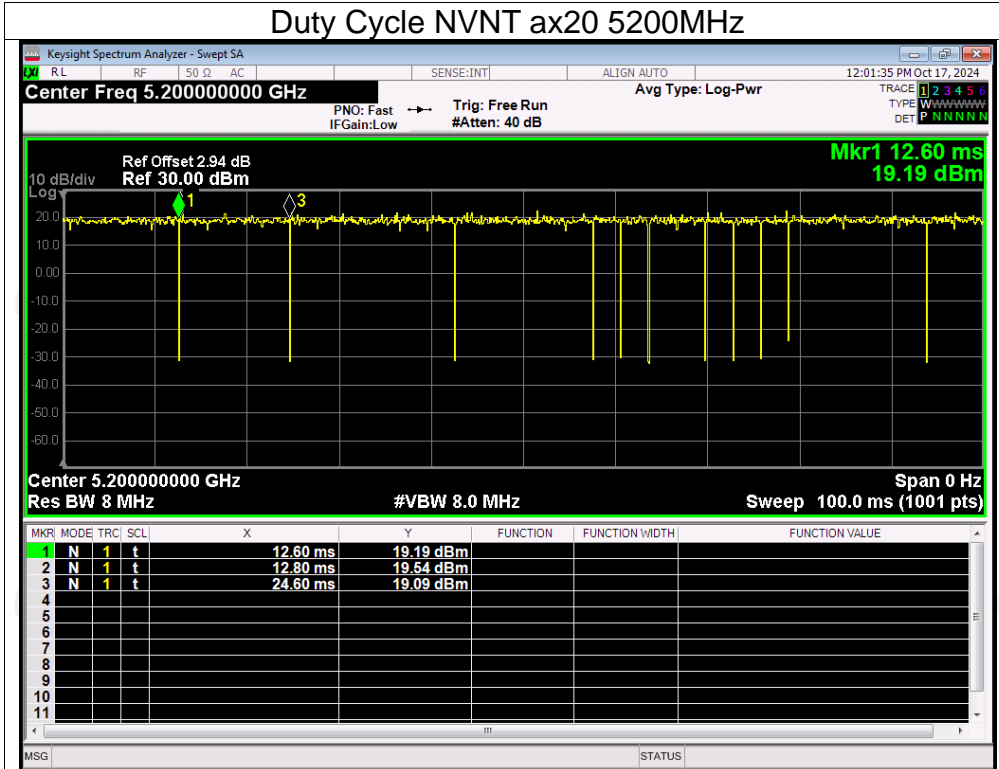 Duty Cycle NVNT ax20 5200MHz
Keysight Spectrum Analyzer - Swept SA
LXI RL RF 50 Ω AC SENSE:INT ALIGN AUTO 12:01:35 PM Oct 17, 2024
Center Freq 5.200000000 GHz Avg Type: Log-Pwr TRACE 1 2 3 4 5 6
PNO: Fast Trig: Free Run TYPE WWWWWW
IFGain:Low #Atten: 40 dB DET P N N N N N
Mkr1 12.60 ms
19.19 dBm
Ref Offset 2.94 dB
10 dB/div Ref 30.00 dBm
Log
1 3
20.0
10.0
0.00
-10.0
-20.0
-30.0
-40.0
-50.0
-60.0
Center 5.200000000 GHz Span 0 Hz
Res BW 8 MHz #VBW 8.0 MHz Sweep 100.0 ms (1001 pts)
MKR MODE TRC SCL X Y FUNCTION FUNCTION WIDTH FUNCTION VALUE
1 N 1 t 12.60 ms 19.19 dBm
2 N 1 t 12.80 ms 19.54 dBm
3 N 1 t 24.60 ms 19.09 dBm
4
5
6
7
8
9
10
11
MSG STATUS